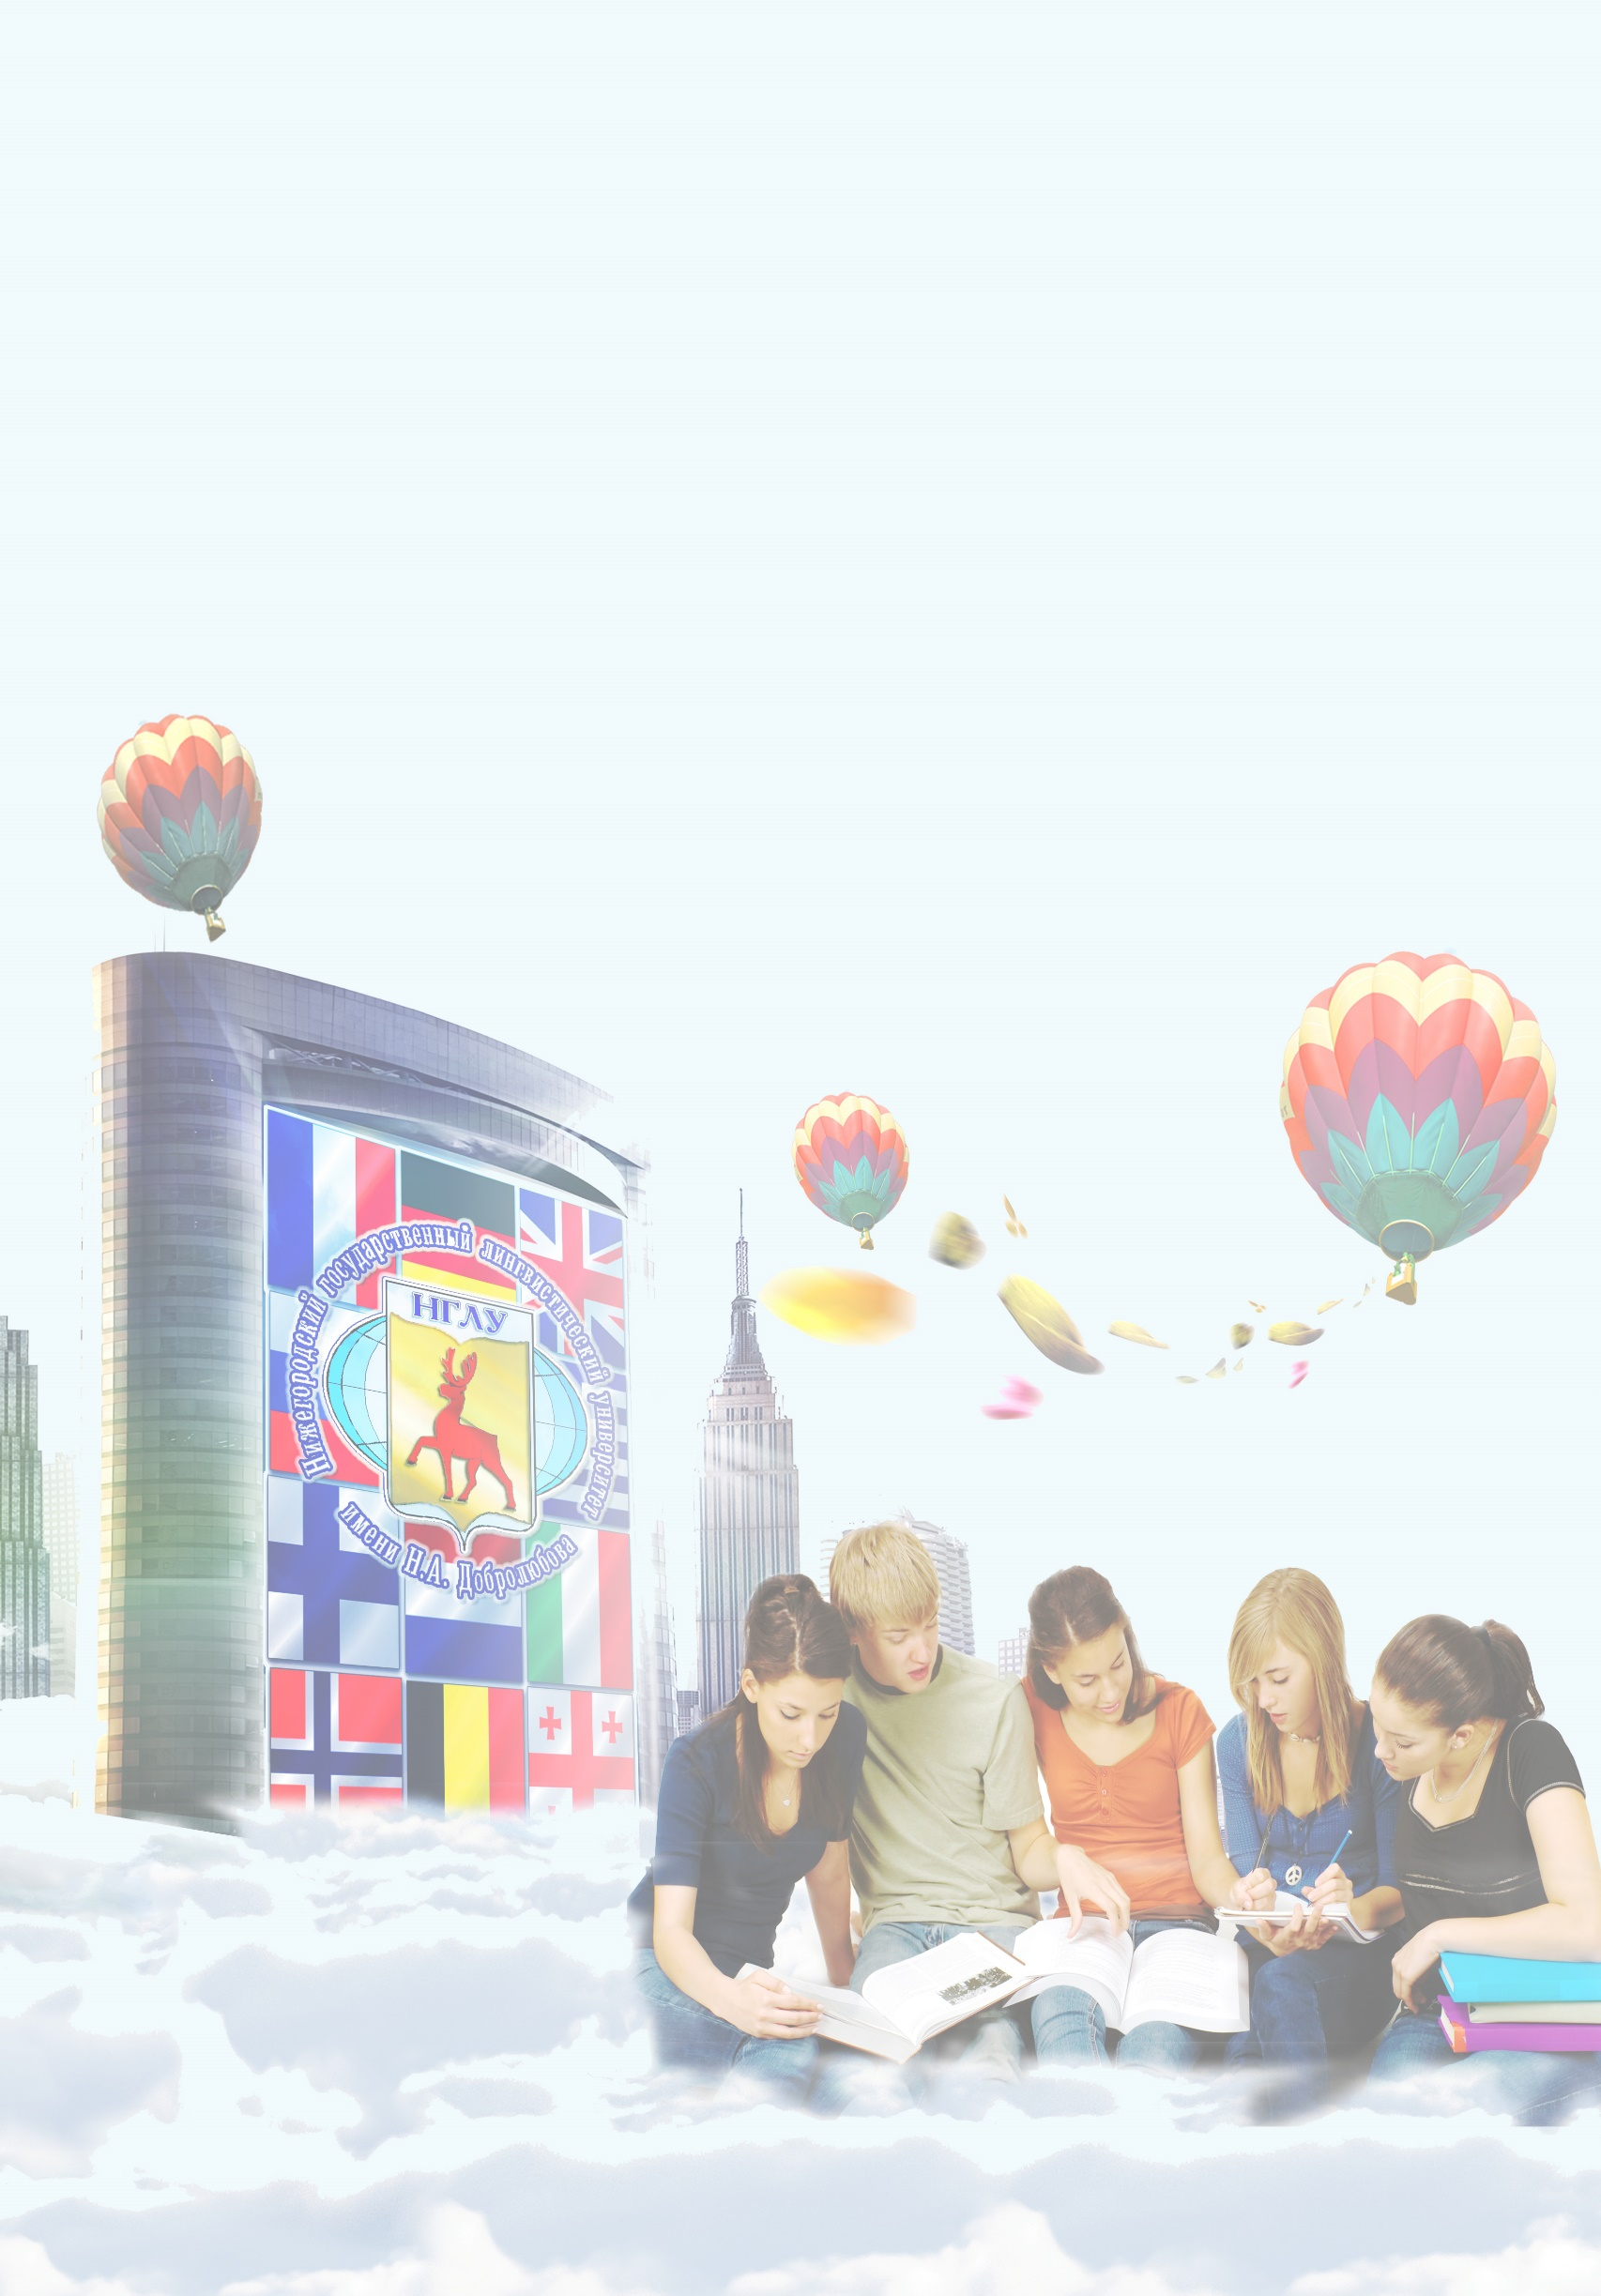 Нижегородский государственный лингвистический университет
НГЛУ
имени Н.А. Добролюбова